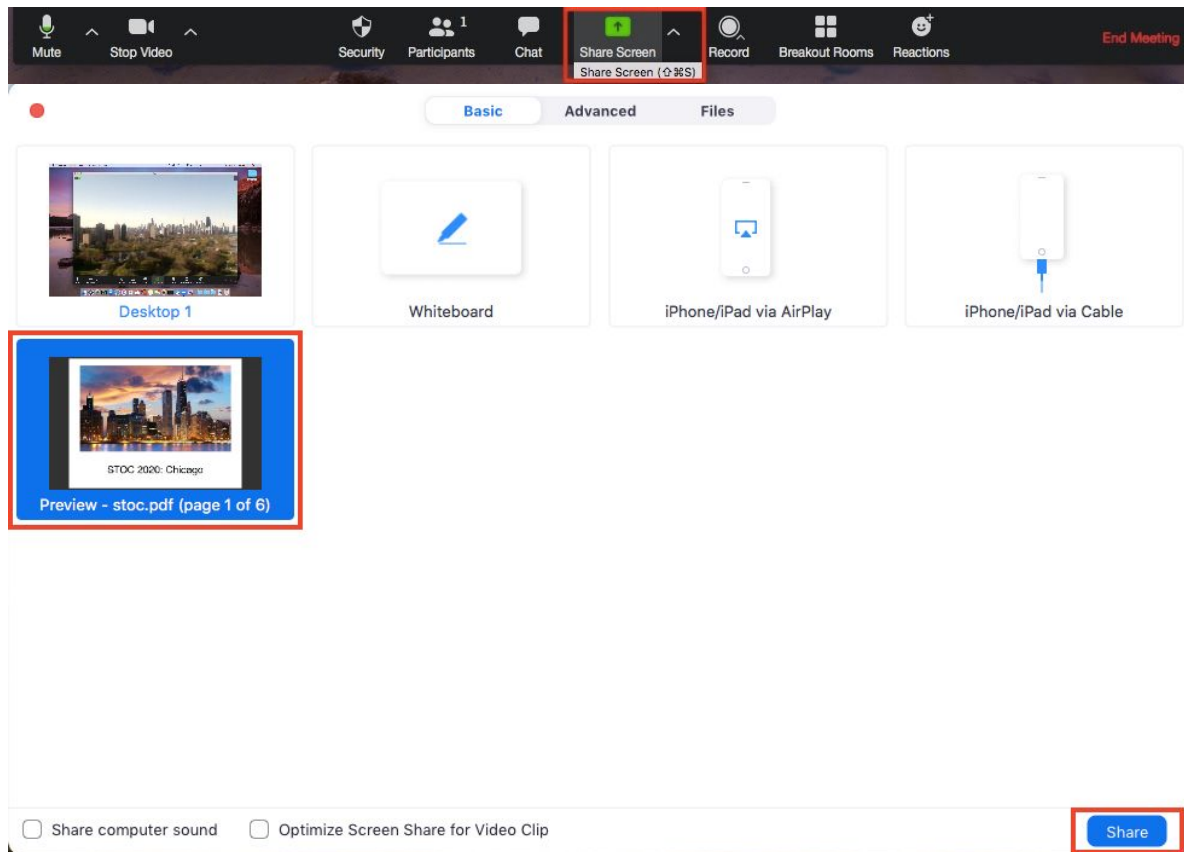 Mute Stop Video Security Participants 1 Chat Share Screen Record Breakout Rooms Reactions End Meeting
Share Screen (⇧⌘S)
Basic Advanced Files
Desktop 1 Whiteboard iPhone/iPad via AirPlay iPhone/iPad via Cable
STOC 2020: Chicago
Preview - stoc.pdf (page 1 of 6)
Share computer sound Optimize Screen Share for Video Clip Share